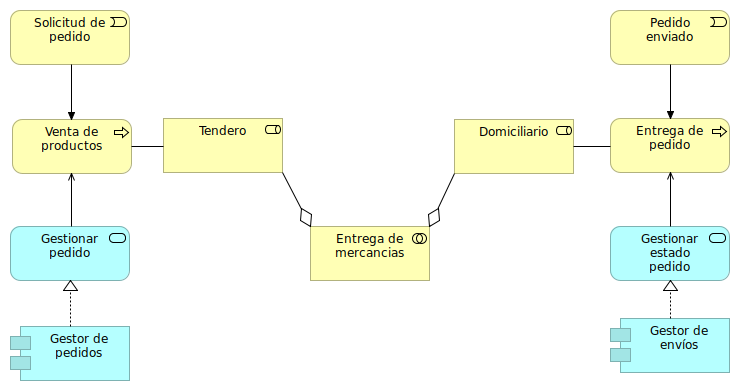 Solicitud de
pedido
Pedido
enviado
Venta de
productos
Tendero
Domiciliario
Entrega de
pedido
Gestionar
pedido
Entrega de
mercancias
Gestionar
estado
pedido
Gestor de
pedidos
Gestor de
envíos